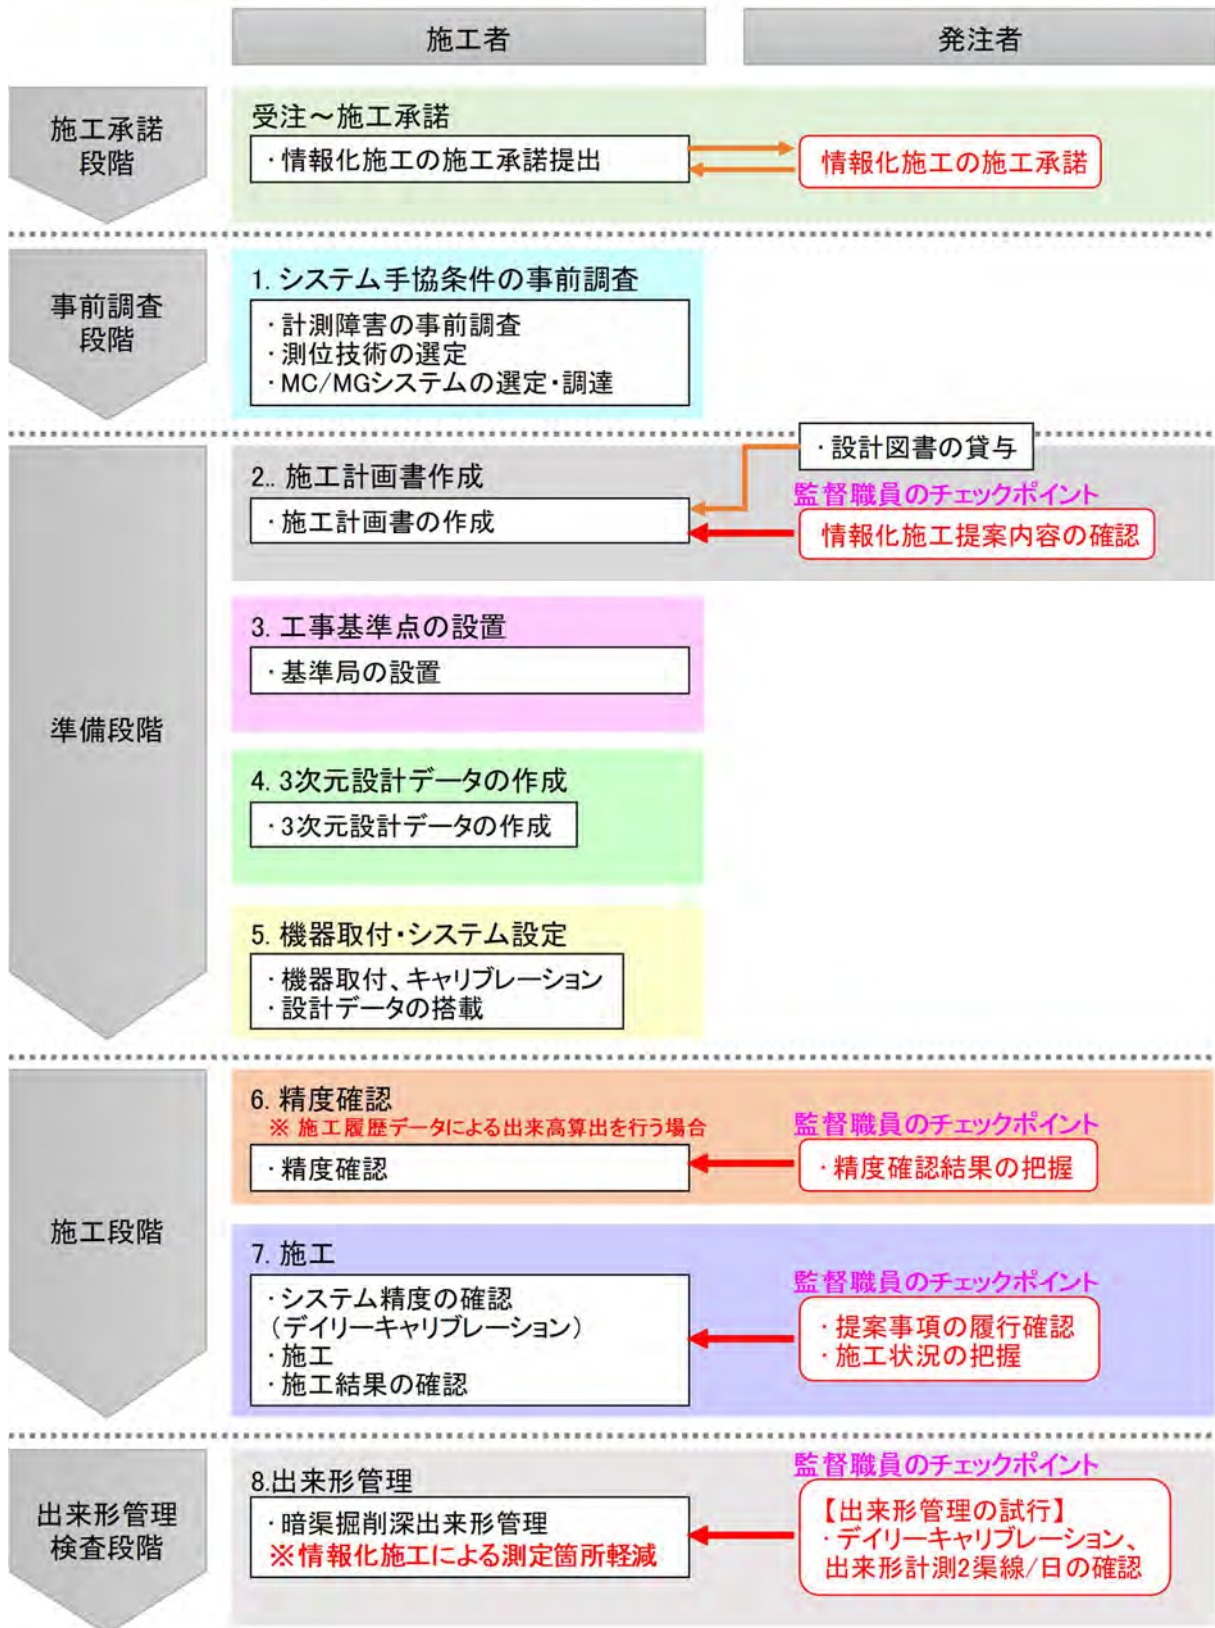 施工者
発注者
施工承諾
段階
受注～施工承諾
・情報化施工の施工承諾提出
情報化施工の施工承諾
事前調査
段階
1. システム手協条件の事前調査
・計測障害の事前調査
・測位技術の選定
・MC/MGシステムの選定・調達
準備段階
2.. 施工計画書作成
・施工計画書の作成
・設計図書の貸与
監督職員のチェックポイント
情報化施工提案内容の確認
3. 工事基準点の設置
・基準局の設置
4. 3次元設計データの作成
・3次元設計データの作成
5. 機器取付・システム設定
・機器取付、キャリブレーション
・設計データの搭載
施工段階
6. 精度確認
※ 施工履歴データによる出来高算出を行う場合
・精度確認
監督職員のチェックポイント
・精度確認結果の把握
7. 施工
・システム精度の確認
（デイリーキャリブレーション）
・施工
・施工結果の確認
監督職員のチェックポイント
・提案事項の履行確認
・施工状況の把握
出来形管理
検査段階
8.出来形管理
・暗渠掘削深出来形管理
※情報化施工による測定箇所軽減
監督職員のチェックポイント
【出来形管理の試行】
・デイリーキャリブレーション、
出来形計測2渠線/日の確認